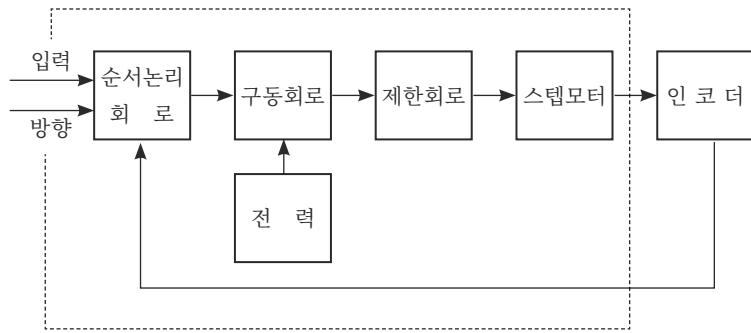 입력
방향
순서논리
회 로
구동회로
제한회로
스텝모터
인 코 더
전 력